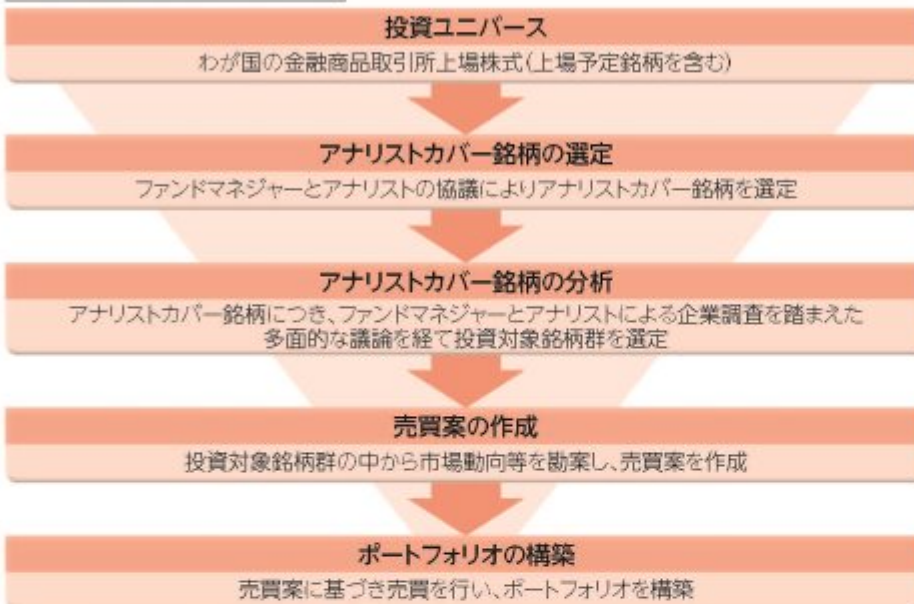 投資ユニバース
わが国の金融商品取引所上場株式(上場予定銘柄を含む)
アナリストカバー銘柄の選定
ファンドマネジャーとアナリストの協議によりアナリストカバー銘柄を選定
アナリストカバー銘柄の分析
アナリストカバー銘柄につき、ファンドマネジャーとアナリストによる企業調査を踏まえた
多面的な議論を経て投資対象銘柄群を選定
売買案の作成
投資対象銘柄群の中から市場動向等を勘案し、売買案を作成
ポートフォリオの構築
売買案に基づき売買を行い、ポートフォリオを構築